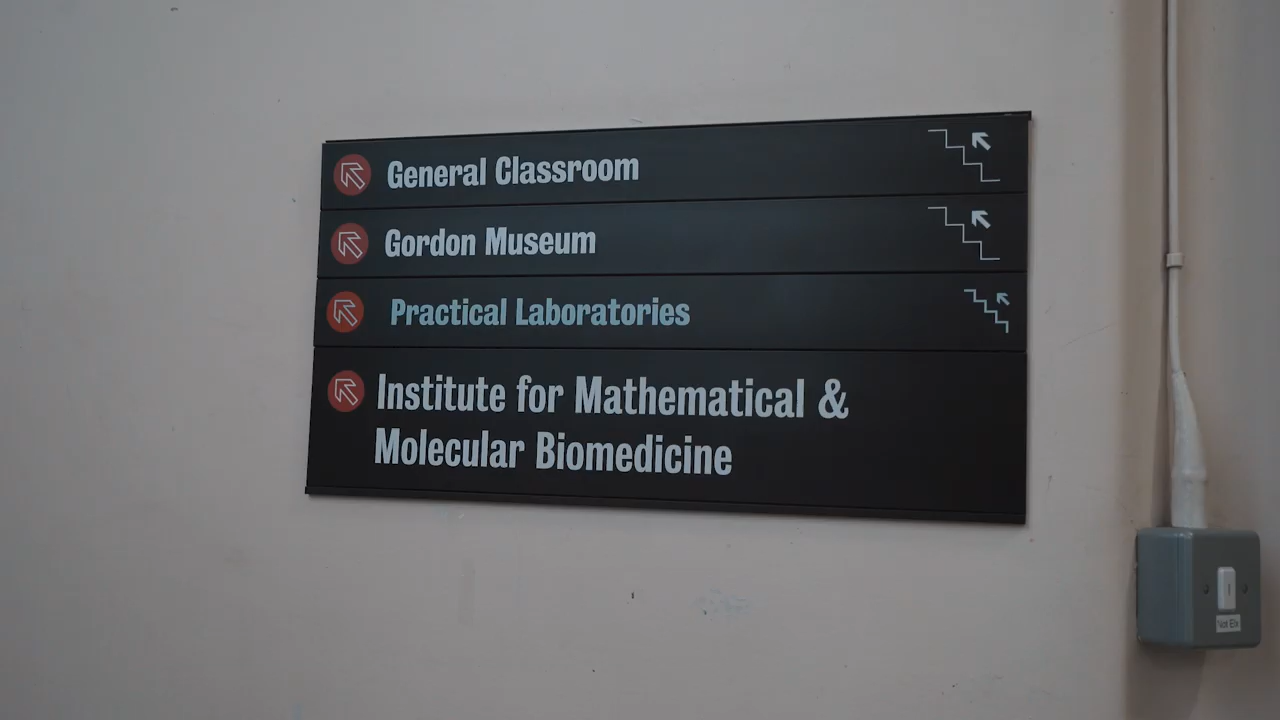 General Classroom
Gordon Museum
Practical Laboratories
Institute for Mathematical &
Molecular Biomedicine